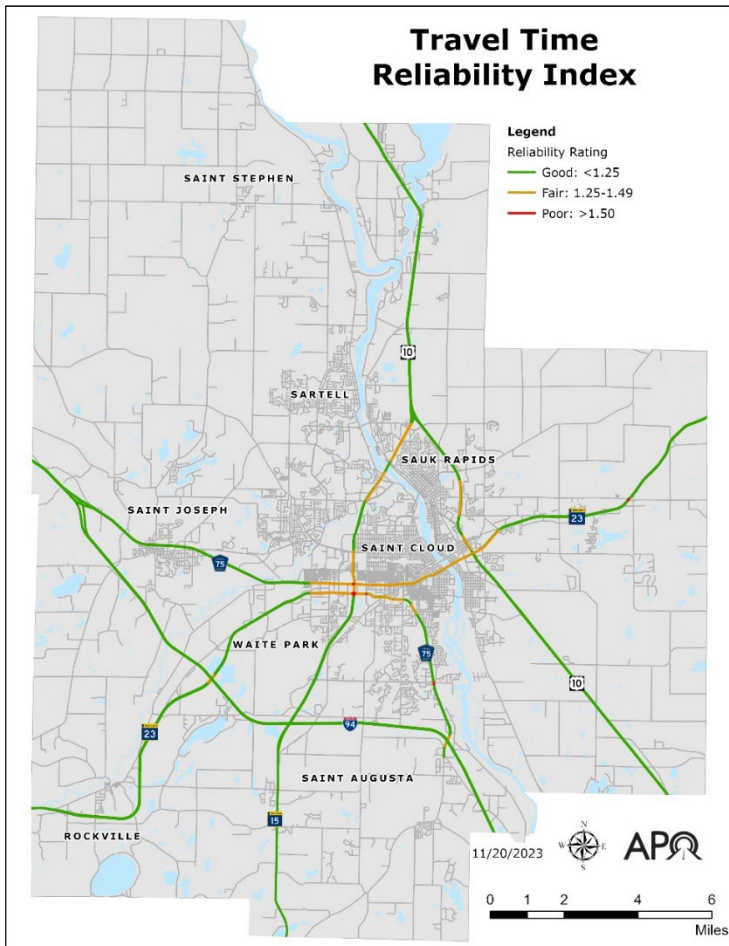 Travel Time
Reliability Index
Legend
Reliability Rating
Good: <1.25
Fair: 1.25-1.49
Poor: >1.50
SAINT STEPHEN
10
SARTELL
SAUK RAPIDS
SAINT JOSEPH
23
SAINT CLOUD
75
WAITE PARK
75
10
23
94
SAINT AUGUSTA
15
ROCKVILLE
11/20/2023
N
W E
S
APO
0 1 2 4 6
Miles